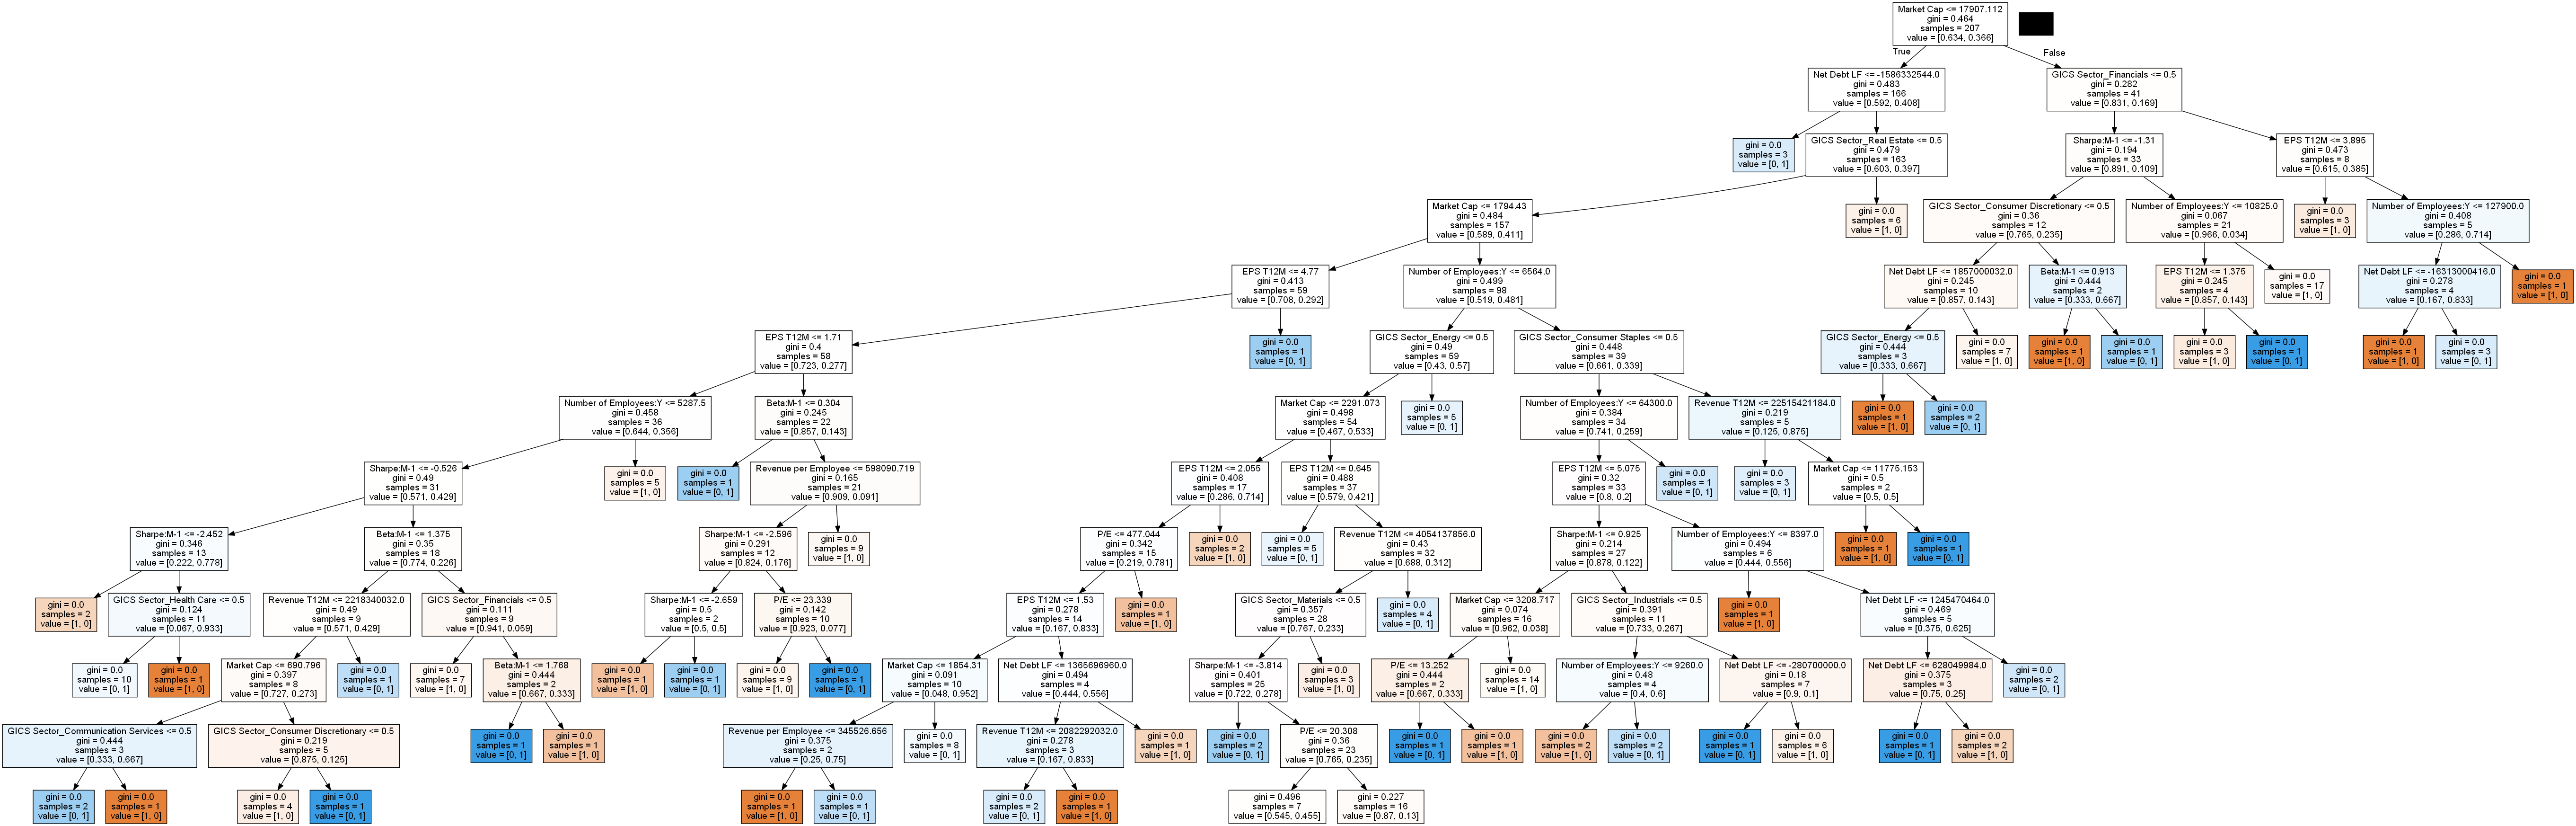 Market Cap <= 17907.112
gini = 0.464
samples = 207
value = [0.634, 0.366]
True
False
Net Debt LF <= -1586332544.0
gini = 0.483
samples = 166
value = [0.592, 0.408]
GICS Sector_Financials <= 0.5
gini = 0.282
samples = 41
value = [0.831, 0.169]
gini = 0.0
samples = 3
value = [0, 1]
GICS Sector_Real Estate <= 0.5
gini = 0.479
samples = 163
value = [0.603, 0.397]
Sharpe:M-1 <= -1.31
gini = 0.194
samples = 33
value = [0.891, 0.109]
EPS T12M <= 3.895
gini = 0.473
samples = 8
value = [0.615, 0.385]
Market Cap <= 1794.43
gini = 0.484
samples = 157
value = [0.589, 0.411]
gini = 0.0
samples = 6
value = [1, 0]
GICS Sector_Consumer Discretionary <= 0.5
gini = 0.36
samples = 12
value = [0.765, 0.235]
Number of Employees:Y <= 10825.0
gini = 0.067
samples = 21
value = [0.966, 0.034]
gini = 0.0
samples = 3
value = [1, 0]
Number of Employees:Y <= 127900.0
gini = 0.408
samples = 5
value = [0.286, 0.714]
EPS T12M <= 4.77
gini = 0.413
samples = 59
value = [0.708, 0.292]
Number of Employees:Y <= 6564.0
gini = 0.499
samples = 98
value = [0.519, 0.481]
Net Debt LF <= 1857000032.0
gini = 0.245
samples = 10
value = [0.857, 0.143]
Beta:M-1 <= 0.913
gini = 0.444
samples = 2
value = [0.333, 0.667]
EPS T12M <= 1.375
gini = 0.245
samples = 4
value = [0.857, 0.143]
gini = 0.0
samples = 17
value = [1, 0]
Net Debt LF <= -16313000416.0
gini = 0.278
samples = 4
value = [0.167, 0.833]
gini = 0.0
samples = 1
value = [1, 0]
EPS T12M <= 1.71
gini = 0.4
samples = 58
value = [0.723, 0.277]
gini = 0.0
samples = 1
value = [0, 1]
GICS Sector_Energy <= 0.5
gini = 0.49
samples = 59
value = [0.43, 0.57]
GICS Sector_Consumer Staples <= 0.5
gini = 0.448
samples = 39
value = [0.661, 0.339]
GICS Sector_Energy <= 0.5
gini = 0.444
samples = 3
value = [0.333, 0.667]
gini = 0.0
samples = 7
value = [1, 0]
gini = 0.0
samples = 1
value = [1, 0]
gini = 0.0
samples = 1
value = [0, 1]
gini = 0.0
samples = 3
value = [1, 0]
gini = 0.0
samples = 1
value = [0, 1]
gini = 0.0
samples = 1
value = [1, 0]
gini = 0.0
samples = 3
value = [0, 1]
Number of Employees:Y <= 5287.5
gini = 0.458
samples = 36
value = [0.644, 0.356]
Beta:M-1 <= 0.304
gini = 0.245
samples = 22
value = [0.857, 0.143]
Market Cap <= 2291.073
gini = 0.498
samples = 54
value = [0.467, 0.533]
gini = 0.0
samples = 5
value = [0, 1]
Number of Employees:Y <= 64300.0
gini = 0.384
samples = 34
value = [0.741, 0.259]
Revenue T12M <= 22515421184.0
gini = 0.219
samples = 5
value = [0.125, 0.875]
gini = 0.0
samples = 1
value = [1, 0]
gini = 0.0
samples = 2
value = [0, 1]
Sharpe:M-1 <= -0.526
gini = 0.49
samples = 31
value = [0.571, 0.429]
gini = 0.0
samples = 5
value = [1, 0]
gini = 0.0
samples = 1
value = [0, 1]
Revenue per Employee <= 598090.719
gini = 0.165
samples = 21
value = [0.909, 0.091]
EPS T12M <= 2.055
gini = 0.408
samples = 17
value = [0.286, 0.714]
EPS T12M <= 0.645
gini = 0.488
samples = 37
value = [0.579, 0.421]
EPS T12M <= 5.075
gini = 0.32
samples = 33
value = [0.8, 0.2]
gini = 0.0
samples = 1
value = [0, 1]
gini = 0.0
samples = 3
value = [0, 1]
Market Cap <= 11775.153
gini = 0.5
samples = 2
value = [0.5, 0.5]
Sharpe:M-1 <= -2.452
gini = 0.346
samples = 13
value = [0.222, 0.778]
Beta:M-1 <= 1.375
gini = 0.35
samples = 18
value = [0.774, 0.226]
Sharpe:M-1 <= -2.596
gini = 0.291
samples = 12
value = [0.824, 0.176]
gini = 0.0
samples = 9
value = [1, 0]
P/E <= 477.044
gini = 0.342
samples = 15
value = [0.219, 0.781]
gini = 0.0
samples = 2
value = [1, 0]
gini = 0.0
samples = 5
value = [0, 1]
Revenue T12M <= 4054137856.0
gini = 0.43
samples = 32
value = [0.688, 0.312]
Sharpe:M-1 <= 0.925
gini = 0.214
samples = 27
value = [0.878, 0.122]
Number of Employees:Y <= 8397.0
gini = 0.494
samples = 6
value = [0.444, 0.556]
gini = 0.0
samples = 1
value = [1, 0]
gini = 0.0
samples = 1
value = [0, 1]
gini = 0.0
samples = 2
value = [1, 0]
GICS Sector_Health Care <= 0.5
gini = 0.124
samples = 11
value = [0.067, 0.933]
Revenue T12M <= 2218340032.0
gini = 0.49
samples = 9
value = [0.571, 0.429]
GICS Sector_Financials <= 0.5
gini = 0.111
samples = 9
value = [0.941, 0.059]
Sharpe:M-1 <= -2.659
gini = 0.5
samples = 2
value = [0.5, 0.5]
P/E <= 23.339
gini = 0.142
samples = 10
value = [0.923, 0.077]
EPS T12M <= 1.53
gini = 0.278
samples = 14
value = [0.167, 0.833]
gini = 0.0
samples = 1
value = [1, 0]
GICS Sector_Materials <= 0.5
gini = 0.357
samples = 28
value = [0.767, 0.233]
gini = 0.0
samples = 4
value = [0, 1]
Market Cap <= 3208.717
gini = 0.074
samples = 16
value = [0.962, 0.038]
GICS Sector_Industrials <= 0.5
gini = 0.391
samples = 11
value = [0.733, 0.267]
gini = 0.0
samples = 1
value = [1, 0]
Net Debt LF <= 1245470464.0
gini = 0.469
samples = 5
value = [0.375, 0.625]
gini = 0.0
samples = 10
value = [0, 1]
gini = 0.0
samples = 1
value = [1, 0]
Market Cap <= 690.796
gini = 0.397
samples = 8
value = [0.727, 0.273]
gini = 0.0
samples = 1
value = [0, 1]
gini = 0.0
samples = 7
value = [1, 0]
Beta:M-1 <= 1.768
gini = 0.444
samples = 2
value = [0.667, 0.333]
gini = 0.0
samples = 1
value = [1, 0]
gini = 0.0
samples = 1
value = [0, 1]
gini = 0.0
samples = 9
value = [1, 0]
gini = 0.0
samples = 1
value = [0, 1]
Market Cap <= 1854.31
gini = 0.091
samples = 10
value = [0.048, 0.952]
Net Debt LF <= 1365696960.0
gini = 0.494
samples = 4
value = [0.444, 0.556]
Sharpe:M-1 <= -3.814
gini = 0.401
samples = 25
value = [0.722, 0.278]
gini = 0.0
samples = 3
value = [1, 0]
P/E <= 13.252
gini = 0.444
samples = 2
value = [0.667, 0.333]
gini = 0.0
samples = 14
value = [1, 0]
Number of Employees:Y <= 9260.0
gini = 0.48
samples = 4
value = [0.4, 0.6]
Net Debt LF <= -280700000.0
gini = 0.18
samples = 7
value = [0.9, 0.1]
Net Debt LF <= 628049984.0
gini = 0.375
samples = 3
value = [0.75, 0.25]
gini = 0.0
samples = 2
value = [0, 1]
GICS Sector_Communication Services <= 0.5
gini = 0.444
samples = 3
value = [0.333, 0.667]
GICS Sector_Consumer Discretionary <= 0.5
gini = 0.219
samples = 5
value = [0.875, 0.125]
gini = 0.0
samples = 1
value = [0, 1]
gini = 0.0
samples = 1
value = [1, 0]
Revenue per Employee <= 345526.656
gini = 0.375
samples = 2
value = [0.25, 0.75]
gini = 0.0
samples = 8
value = [0, 1]
Revenue T12M <= 2082292032.0
gini = 0.278
samples = 3
value = [0.167, 0.833]
gini = 0.0
samples = 1
value = [1, 0]
gini = 0.0
samples = 2
value = [0, 1]
P/E <= 20.308
gini = 0.36
samples = 23
value = [0.765, 0.235]
gini = 0.0
samples = 1
value = [0, 1]
gini = 0.0
samples = 1
value = [1, 0]
gini = 0.0
samples = 2
value = [1, 0]
gini = 0.0
samples = 2
value = [0, 1]
gini = 0.0
samples = 1
value = [0, 1]
gini = 0.0
samples = 6
value = [1, 0]
gini = 0.0
samples = 1
value = [0, 1]
gini = 0.0
samples = 2
value = [1, 0]
gini = 0.0
samples = 2
value = [0, 1]
gini = 0.0
samples = 1
value = [1, 0]
gini = 0.0
samples = 4
value = [1, 0]
gini = 0.0
samples = 1
value = [0, 1]
gini = 0.0
samples = 1
value = [1, 0]
gini = 0.0
samples = 1
value = [0, 1]
gini = 0.0
samples = 2
value = [0, 1]
gini = 0.0
samples = 1
value = [1, 0]
gini = 0.496
samples = 7
value = [0.545, 0.455]
gini = 0.227
samples = 16
value = [0.87, 0.13]